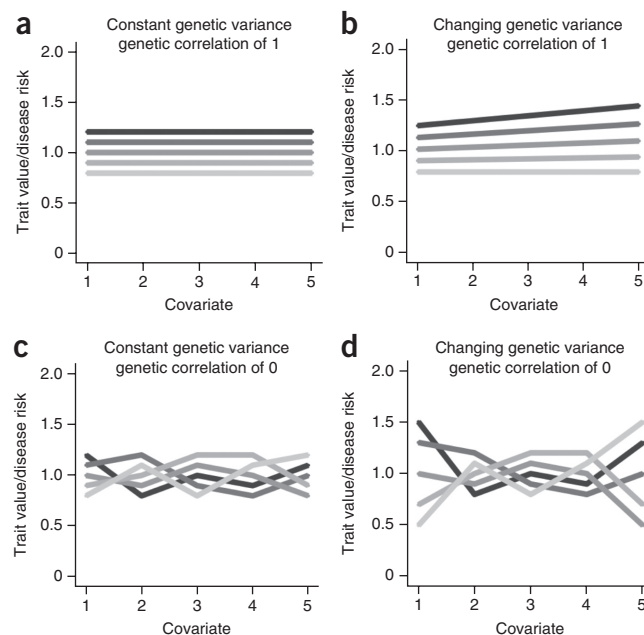 a
Constant genetic variance
genetic correlation of 1
Trait value/disease risk
2.0
1.5
1.0
0.5
0
1 2 3 4 5
Covariate
b
Changing genetic variance
genetic correlation of 1
Trait value/disease risk
2.0
1.5
1.0
0.5
0
1 2 3 4 5
Covariate
c
Constant genetic variance
genetic correlation of 0
Trait value/disease risk
2.0
1.5
1.0
0.5
0
1 2 3 4 5
Covariate
d
Changing genetic variance
genetic correlation of 0
Trait value/disease risk
2.0
1.5
1.0
0.5
0
1 2 3 4 5
Covariate